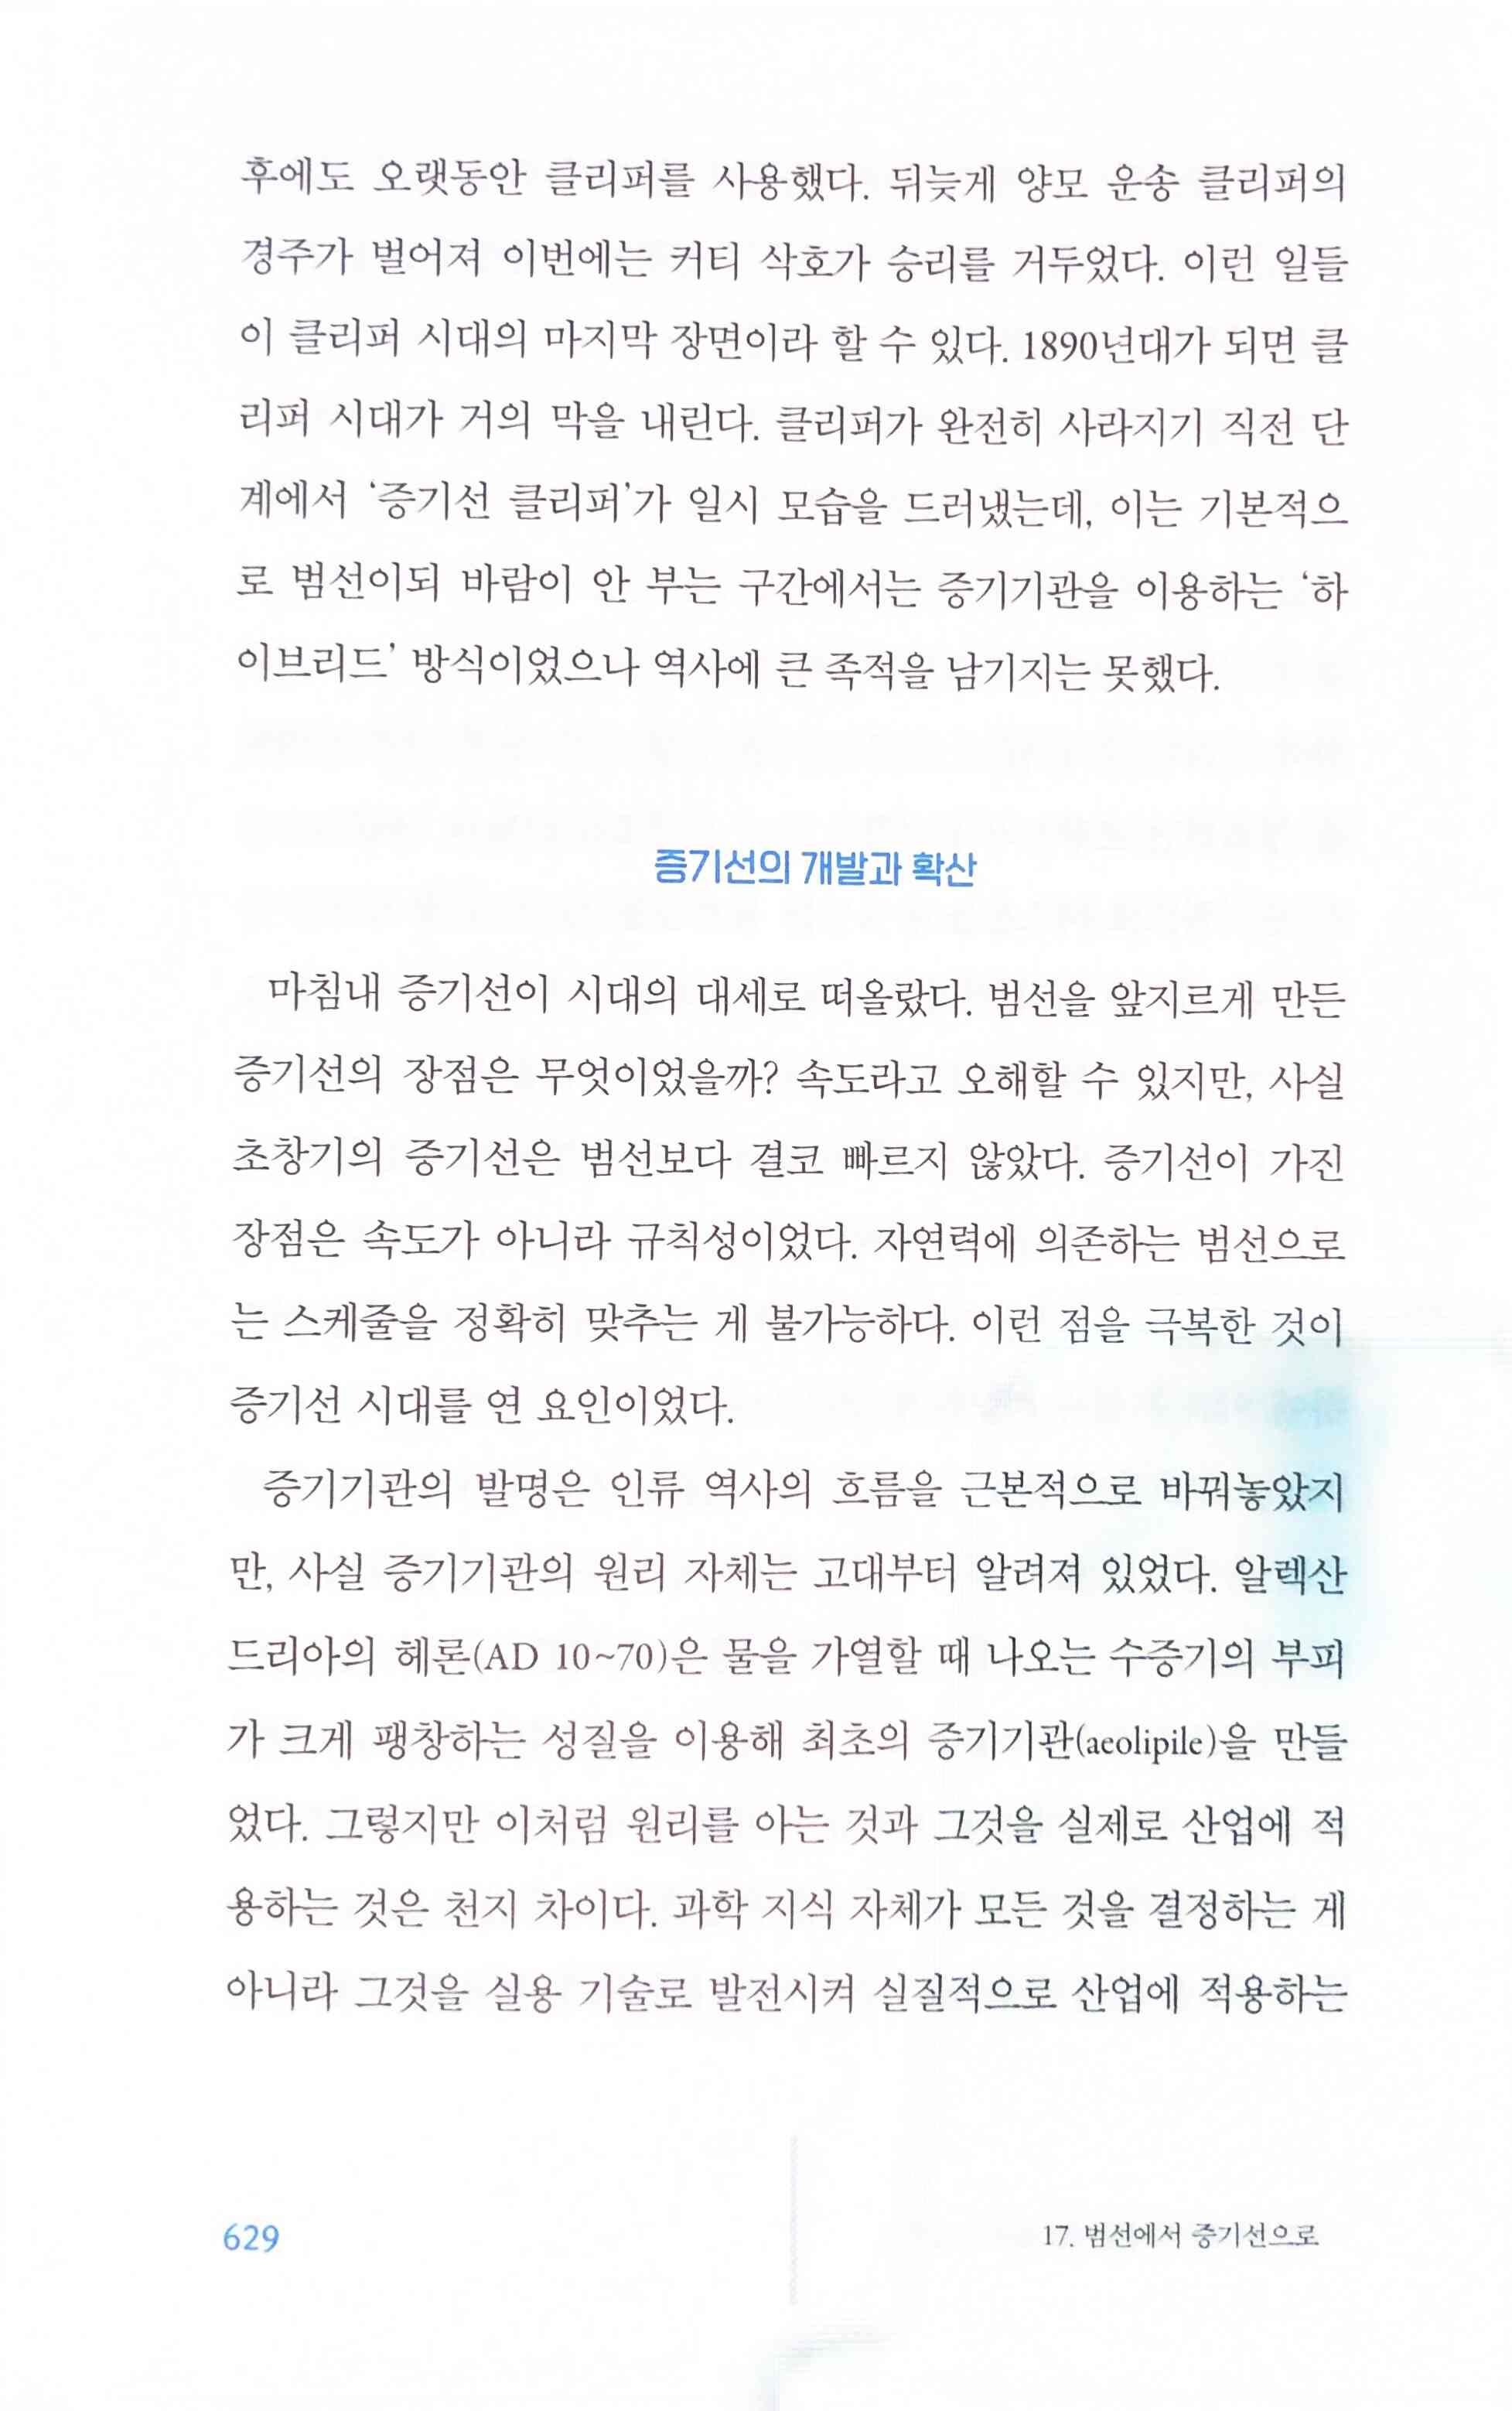 후에도 오랫동안 클리퍼를 사용했다. 뒤늦게 양모 운송 클리퍼의
경주가 벌어져 이번에는 커티 삭호가 승리를 거두었다. 이런 일들
이 클리퍼 시대의 마지막 장면이라 할 수 있다. 1890년대가 되면 클
리퍼 시대가 거의 막을 내린다. 클리퍼가 완전히 사라지기 직전 단
계에서 ‘증기선 클리퍼’가 일시 모습을 드러냈는데, 이는 기본적으
로 범선이되 바람이 안 부는 구간에서는 증기기관을 이용하는 ‘하
이브리드’ 방식이었으나 역사에 큰 족적을 남기지는 못했다.
증기선의 개발과 확산
마침내 증기선이 시대의 대세로 떠올랐다. 범선을 앞지르게 만든
증기선의 장점은 무엇이었을까? 속도라고 오해할 수 있지만, 사실
초창기의 증기선은 범선보다 결코 빠르지 않았다. 증기선이 가진
장점은 속도가 아니라 규칙성이었다. 자연력에 의존하는 범선으로
는 스케줄을 정확히 맞추는 게 불가능하다. 이런 점을 극복한 것이
증기선 시대를 연 요인이었다.
증기기관의 발명은 인류 역사의 흐름을 근본적으로 바꿔놓았지
만, 사실 증기기관의 원리 자체는 고대부터 알려져 있었다. 알렉산
드리아의 헤론(AD 10~70)은 물을 가열할 때 나오는 수증기의 부피
가 크게 팽창하는 성질을 이용해 최초의 증기기관(aeolipile)을 만들
었다. 그렇지만 이처럼 원리를 아는 것과 그것을 실제로 산업에 적
용하는 것은 천지 차이다. 과학 지식 자체가 모든 것을 결정하는 게
아니라 그것을 실용 기술로 발전시켜 실질적으로 산업에 적용하는
629
17. 범선에서 증기선으로